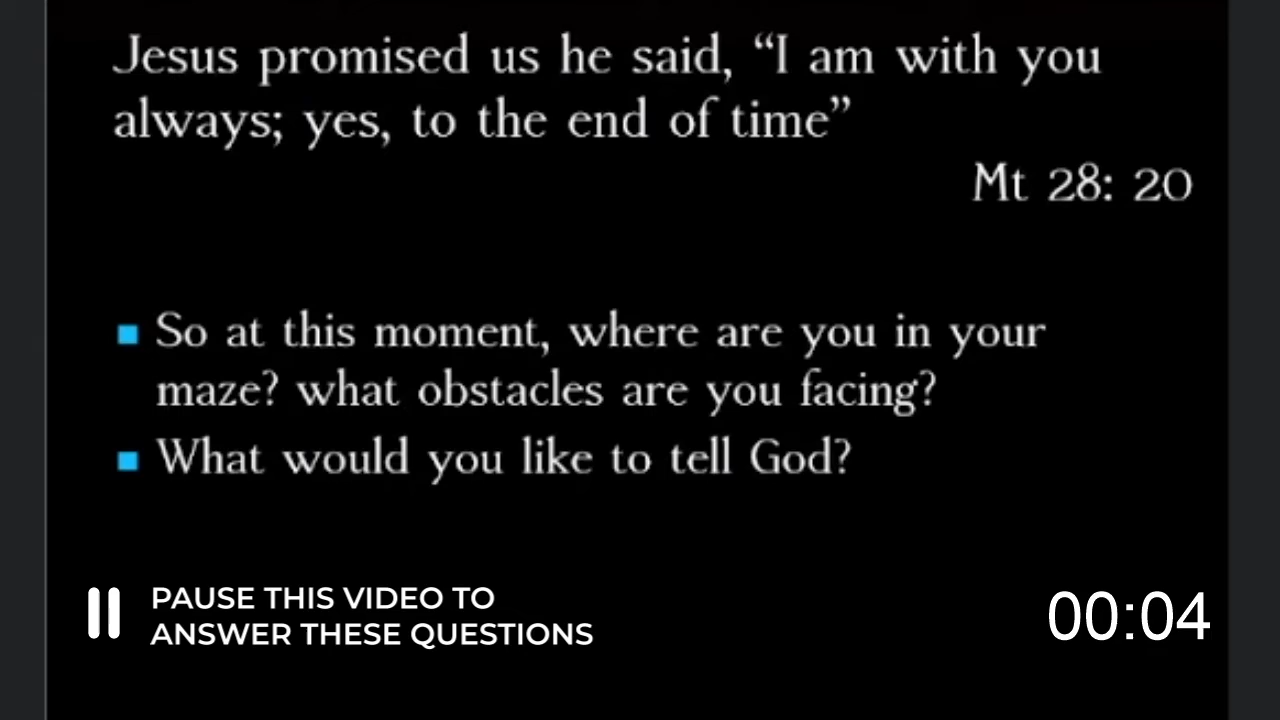 Jesus promised us he said, “I am with you
always; yes, to the end of time”
Mt 28: 20
So at this moment, where are you in your
maze? what obstacles are you facing?
What would you like to tell God?
PAUSE THIS VIDEO TO
ANSWER THESE QUESTIONS
00:04